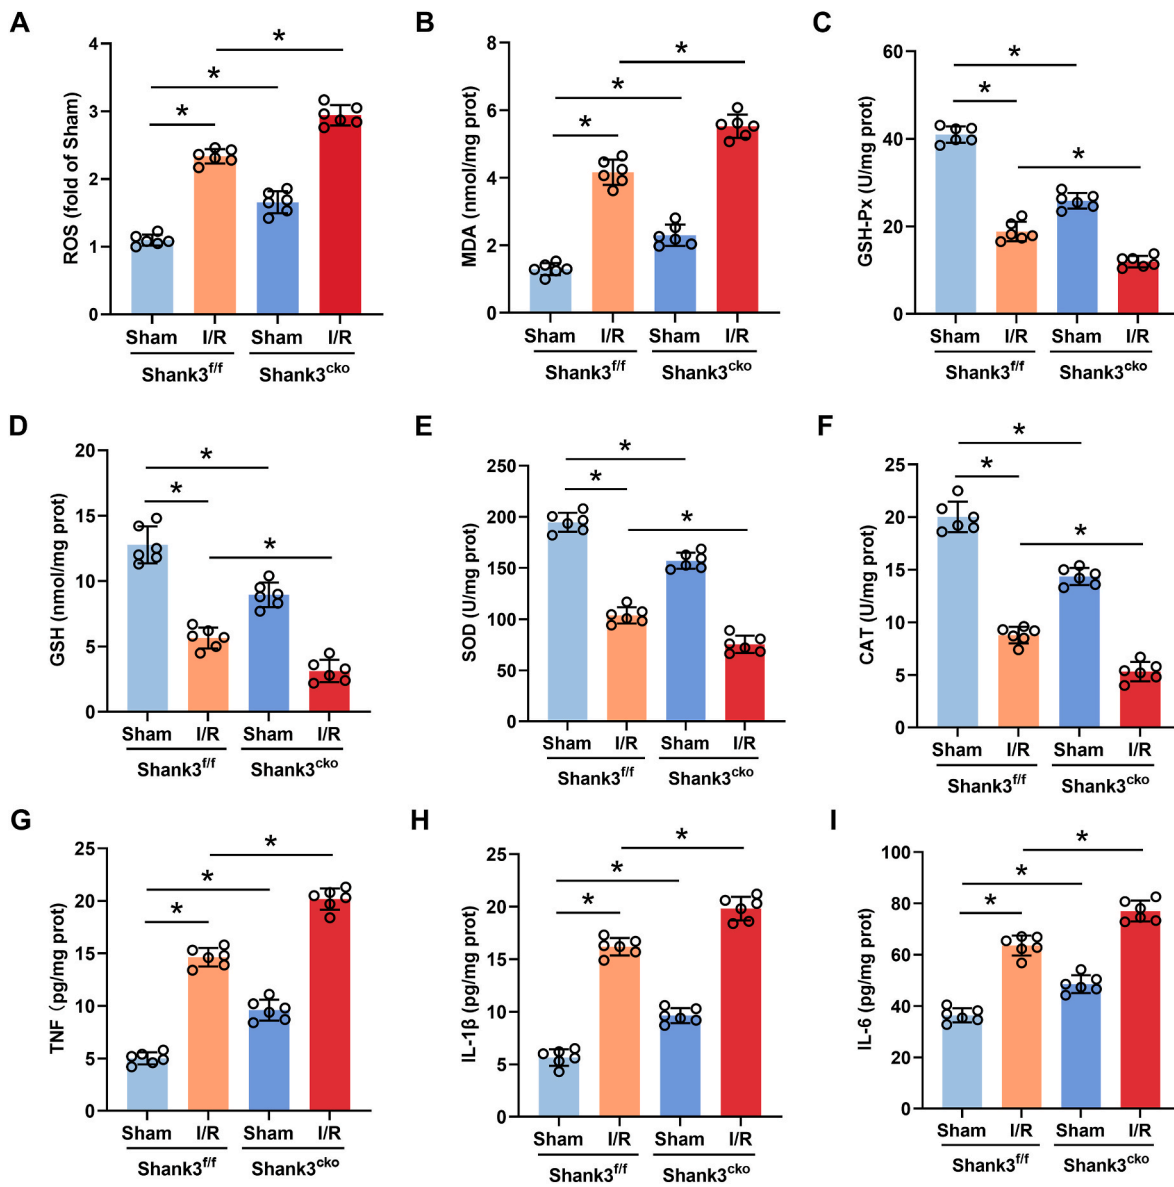 A
ROS (fold of Sham)
4
3
2
1
0
*
*
*
Sham I/R Sham I/R
Shank3f/f Shank3cko
B
MDA (nmol/mg prot)
8
6
4
2
0
*
*
*
Sham I/R Sham I/R
Shank3f/f Shank3cko
C
GSH-Px (U/mg prot)
60
40
20
0
*
*
*
Sham I/R Sham I/R
Shank3f/f Shank3cko
D
GSH (nmol/mg prot)
20
15
10
5
0
*
*
*
Sham I/R Sham I/R
Shank3f/f Shank3cko
E
SOD (U/mg prot)
250
200
150
100
50
0
*
*
*
Sham I/R Sham I/R
Shank3f/f Shank3cko
F
CAT (U/mg prot)
25
20
15
10
5
0
*
*
*
Sham I/R Sham I/R
Shank3f/f Shank3cko
G
TNF (pg/mg prot)
25
20
15
10
5
0
*
*
*
Sham I/R Sham I/R
Shank3f/f Shank3cko
H
IL-1β (pg/mg prot)
25
20
15
10
5
0
*
*
*
Sham I/R Sham I/R
Shank3f/f Shank3cko
I
IL-6 (pg/mg prot)
100
80
60
40
20
0
*
*
*
Sham I/R Sham I/R
Shank3f/f Shank3cko